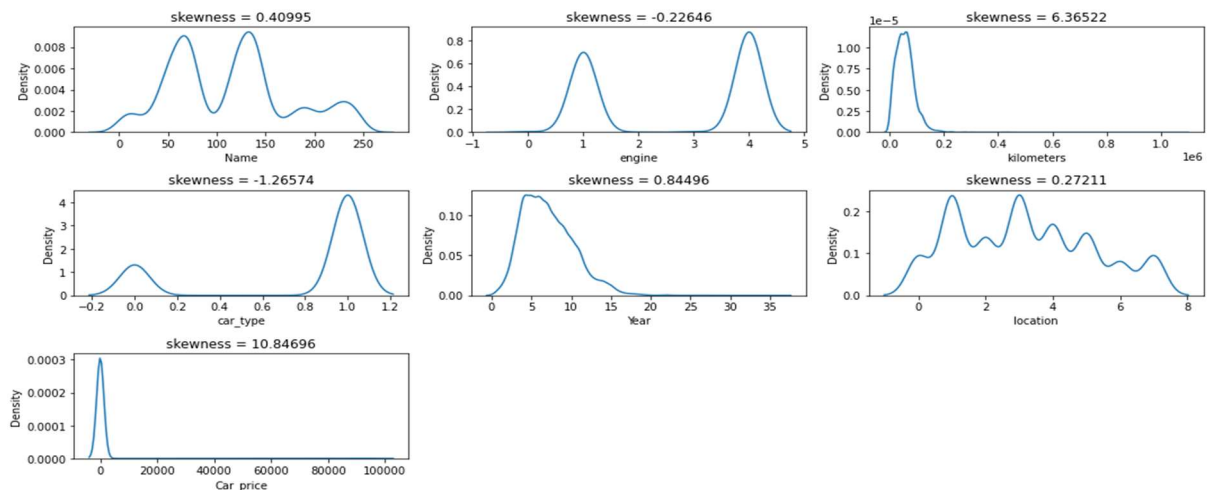 skewness = 0.40995
0.008
0.006
0.004
0.002
0.000
Density
0 50 100 150 200 250
Name
skewness = -0.22646
0.8
0.6
0.4
0.2
0.0
Density
−1 0 1 2 3 4 5
engine
skewness = 6.36522
1e−5
1.00
0.75
0.50
0.25
0.00
Density
0.0 0.2 0.4 0.6 0.8 1.0
1e6
kilometers
skewness = -1.26574
4
3
2
1
0
Density
−0.2 0.0 0.2 0.4 0.6 0.8 1.0 1.2
car_type
skewness = 0.84496
0.10
0.05
0.00
Density
0 5 10 15 20 25 30 35
Year
skewness = 0.27211
0.2
0.1
0.0
Density
0 2 4 6 8
location
skewness = 10.84696
0.0003
0.0002
0.0001
0.0000
Density
0 20000 40000 60000 80000 100000
Car_price